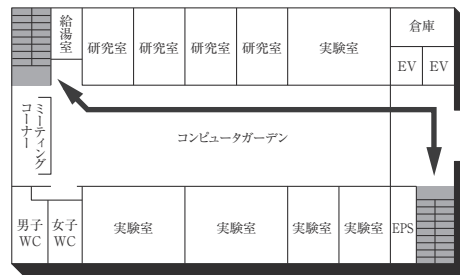 給湯室
研究室
研究室
研究室
研究室
実験室
倉庫
EV
EV
ミーティング
コーナー
コンピュータガーデン
男子
WC
女子
WC
実験室
実験室
実験室
実験室
EPS